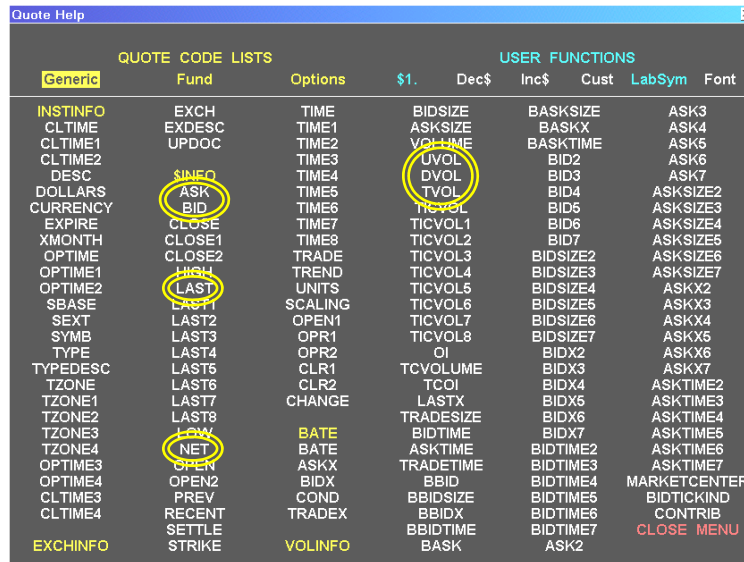 Quote Help
QUOTE CODE LISTS USER FUNCTIONS
Generic Fund Options $1. Dec$ Inc$ Cust LabSym Font
INSTINFO EXCH TIME BIDSIZE BASKSIZE ASK3
CLTIME EXDESC TIME1 ASKSIZE BASKX ASK4
CLTIME1 UPDOC TIME2 VOLUME BASKTIME ASK5
CLTIME2 TIME3 UVOL BID2 ASK6
DESC $INFO TIME4 DVOL BID3 ASK7
DOLLARS ASK TIME5 TVOL BID4 ASKSIZE2
CURRENCY BID TIME6 TICVOL BID5 ASKSIZE3
EXPIRE CLOSE TIME7 TICVOL1 BID6 ASKSIZE4
XMONTH CLOSE1 TIME8 TICVOL2 BID7 ASKSIZE5
OPTIME CLOSE2 TRADE TICVOL3 BIDSIZE2 ASKSIZE6
OPTIME1 HIGH TREND TICVOL4 BIDSIZE3 ASKSIZE7
OPTIME2 LAST UNITS TICVOL5 BIDSIZE4 ASKX2
SBASE LAST1 SCALING TICVOL6 BIDSIZE5 ASKX3
SEXT LAST2 OPEN1 TICVOL7 BIDSIZE6 ASKX4
SYMB LAST3 OPR1 TICVOL8 BIDSIZE7 ASKX5
TYPE LAST4 OPR2 OI BIDX2 ASKX6
TYPEDESC LAST5 CLR1 TCVOLUME BIDX3 ASKX7
TZONE LAST6 CLR2 TCOI BIDX4 ASKTIME2
TZONE1 LAST7 CHANGE LASTX BIDX5 ASKTIME3
TZONE2 LAST8 TRADESIZE BIDX6 ASKTIME4
TZONE3 LOW BATE BIDTIME BIDX7 ASKTIME5
TZONE4 NET BATE ASKTIME BIDTIME2 ASKTIME6
OPTIME3 OPEN ASKX TRADETIME BIDTIME3 ASKTIME7
OPTIME4 OPEN2 BIDX BBID BIDTIME4 MARKETCENTER
CLTIME3 PREV COND BBIDSIZE BIDTIME5 BIDTICKIND
CLTIME4 RECENT TRADEX BBIDX BIDTIME6 CONTRIB
SETTLE BBIDTIME BIDTIME7 CLOSE MENU
EXCHINFO STRIKE VOLINFO BASK ASK2